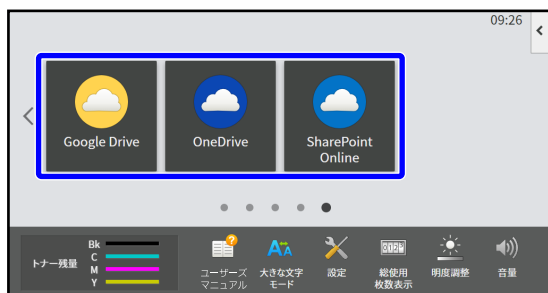 09:26
Google Drive
OneDrive
SharePoint
Online
トナー残量
Bk
C
M
Y
ユーザーズ
マニュアル
大きな文字
モード
設定
総使用
枚数表示
明度調整
音量